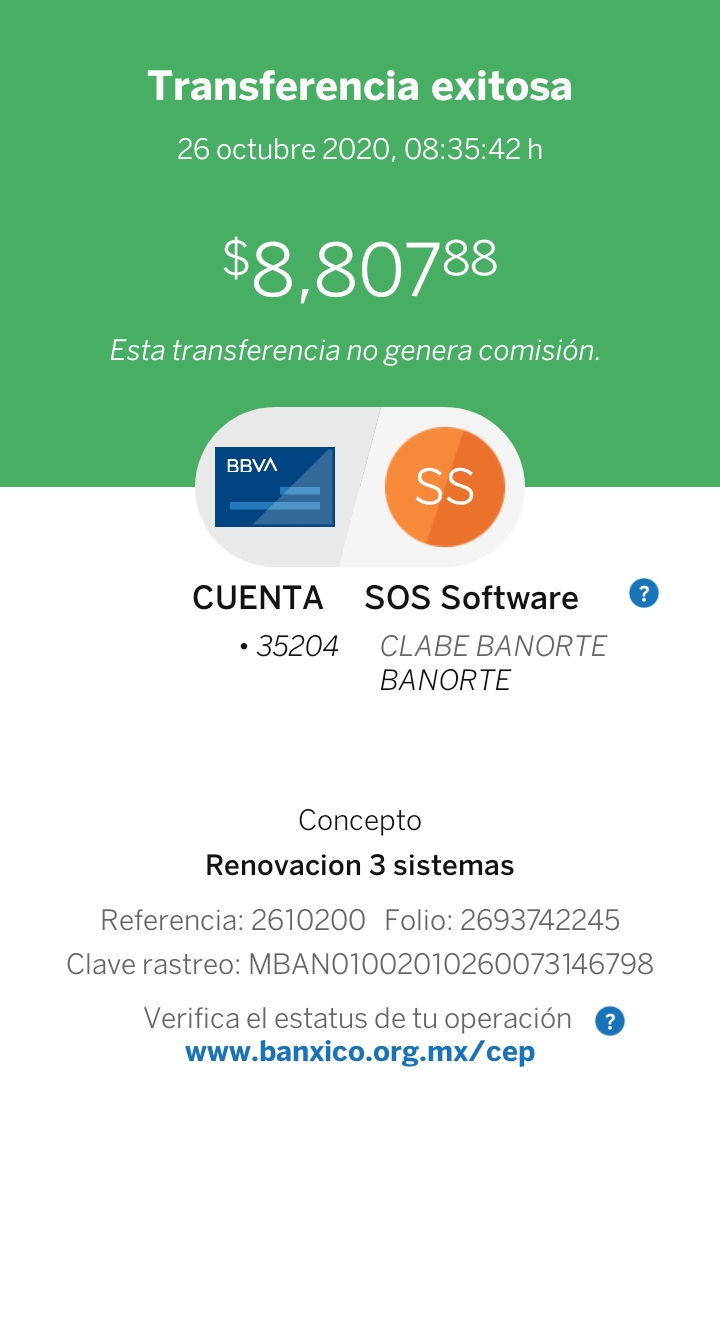 Transferencia exitosa
26 octubre 2020, 08:35:42 h
$8,80788
Esta transferencia no genera comisión.
BBVA
SS
CUENTA
• 35204
SOS Software
?
CLABE BANORTE
BANORTE
Concepto
Renovacion 3 sistemas
Referencia: 2610200 Folio: 2693742245
Clave rastreo: MBAN01002010260073146798
Verifica el estatus de tu operación ?
www.banxico.org.mx/cep